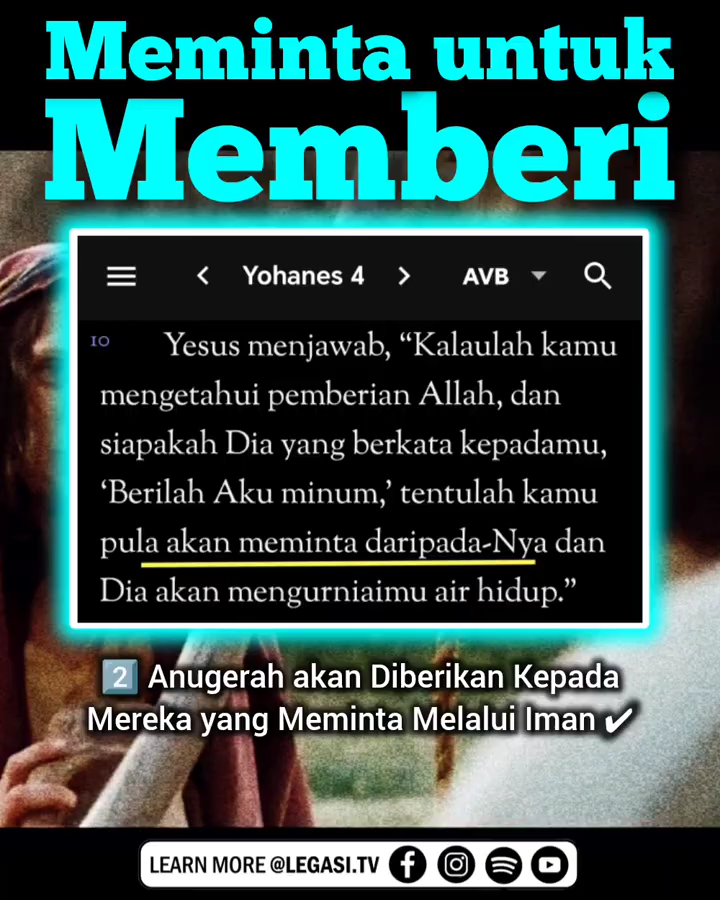 Meminta untuk
Memberi
Yohanes 4 AVB
10 Yesus menjawab, “Kalaulah kamu
mengetahui pemberian Allah, dan
siapakah Dia yang berkata kepadamu,
‘Berilah Aku minum,’ tentulah kamu
pula akan meminta daripada-Nya dan
Dia akan mengurniaimu air hidup.”
2️⃣ Anugerah akan Diberikan Kepada
Mereka yang Meminta Melalui Iman ✔
LEARN MORE @LEGASI.TV